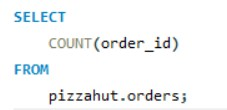 SELECT
    COUNT(order_id)
FROM
    pizzahut.orders;